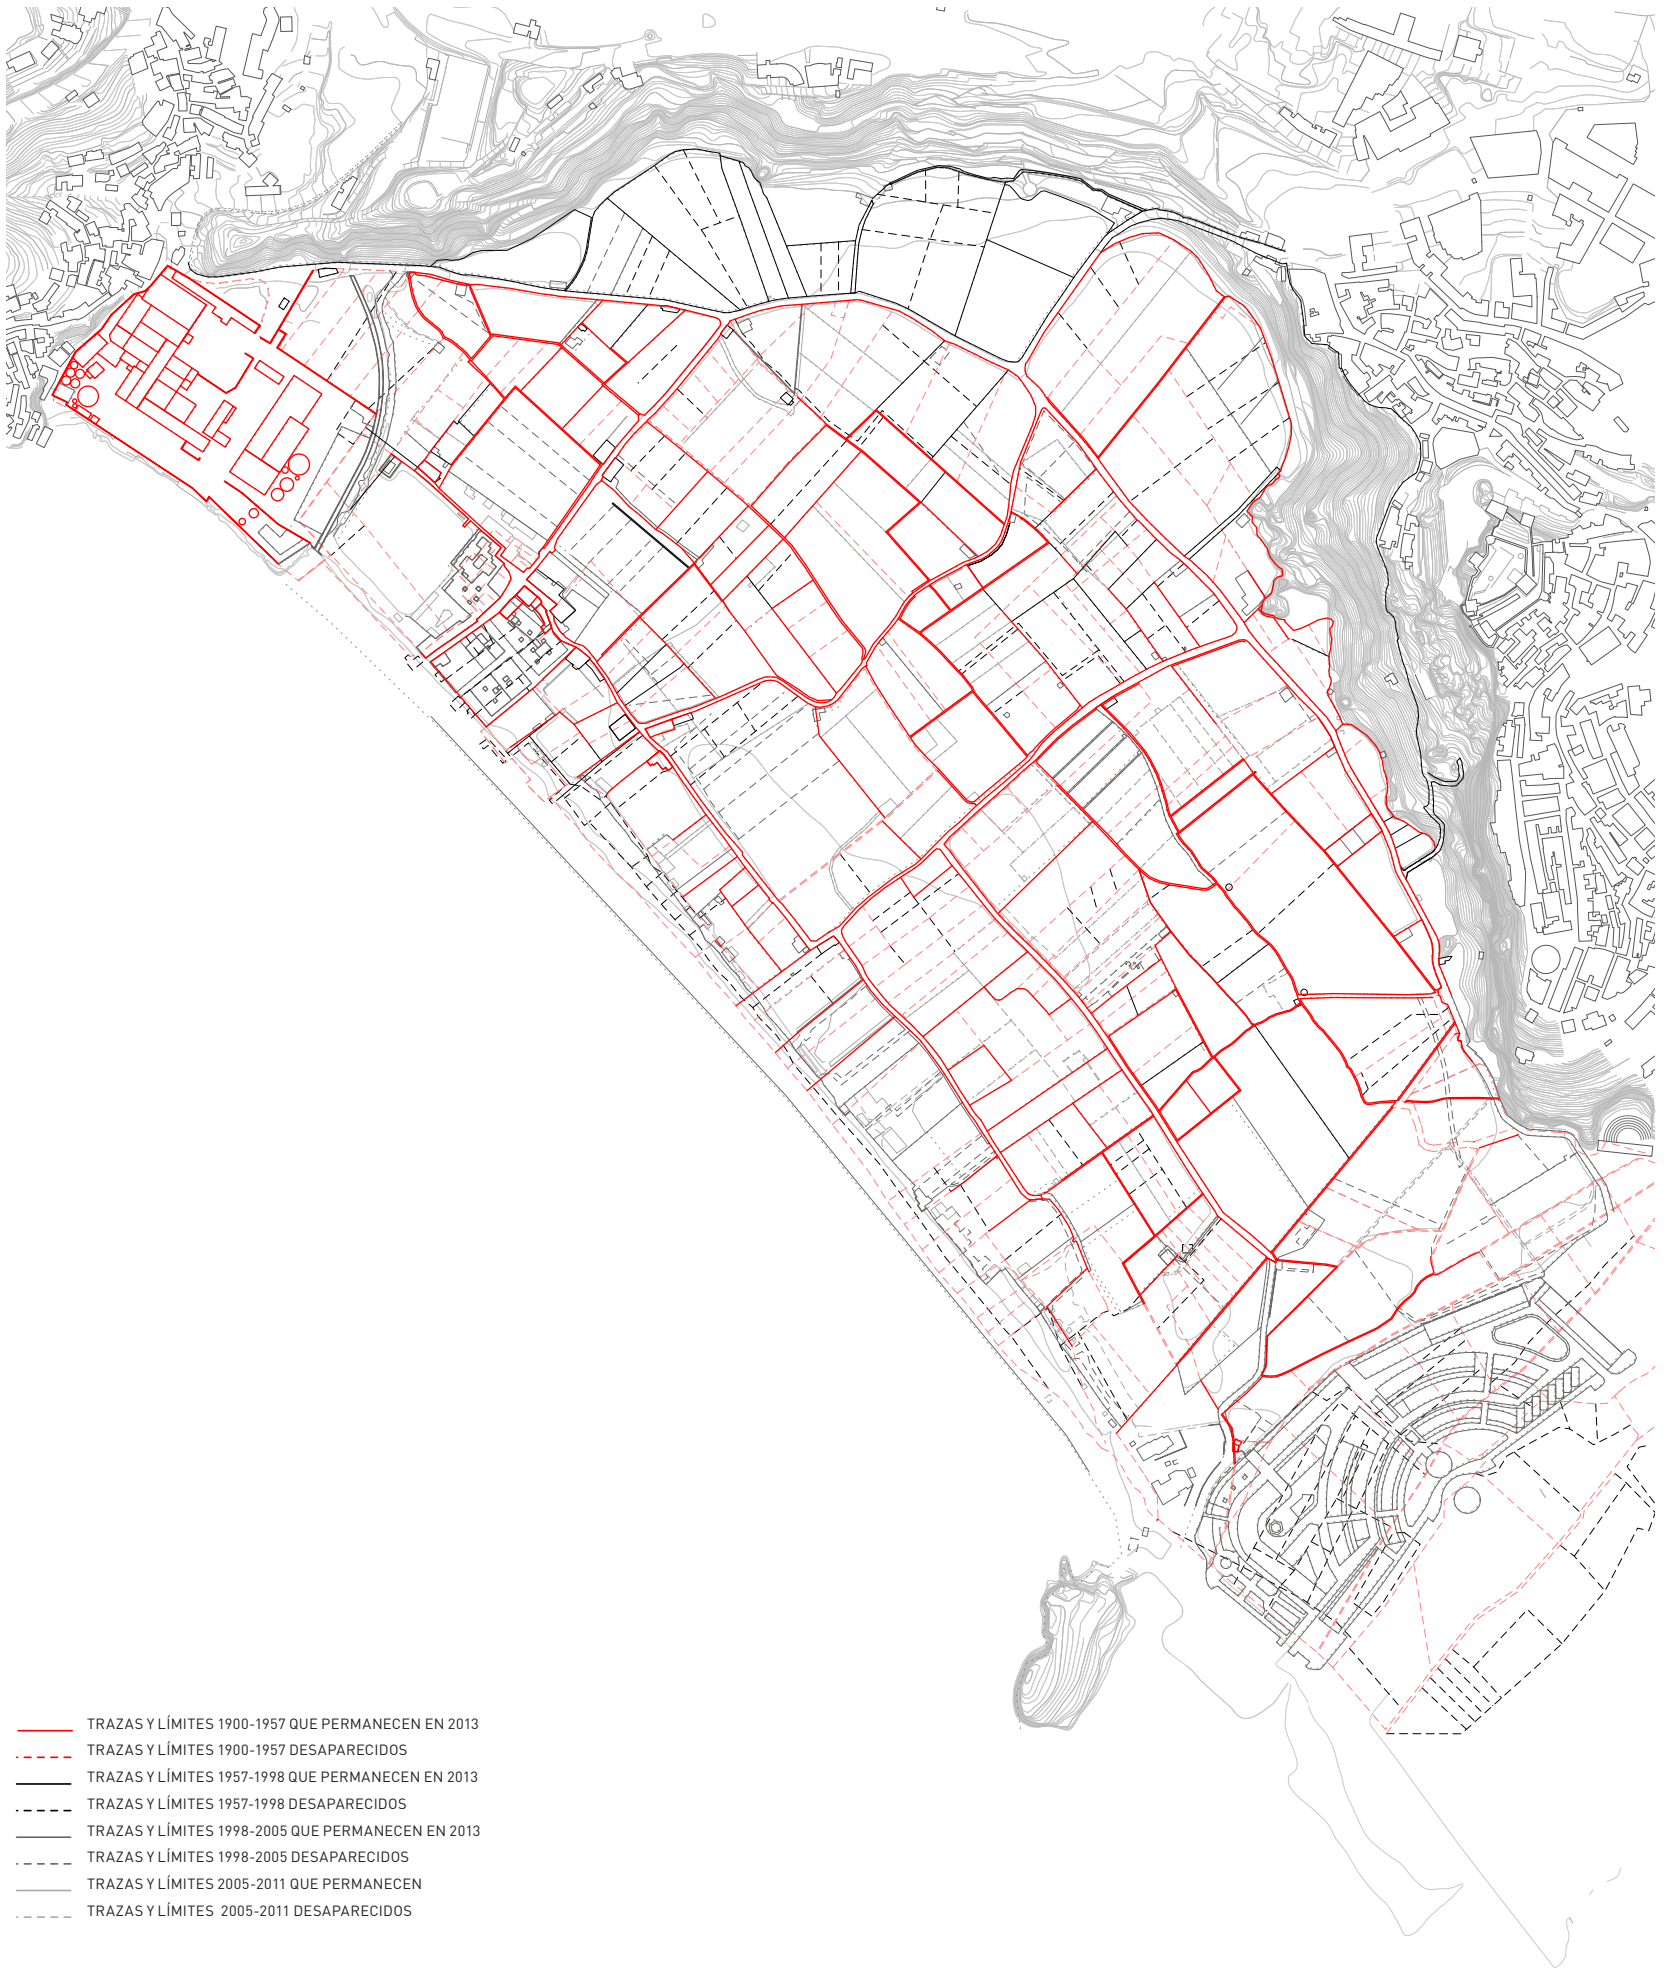 TRAZAS Y LÍMITES 1900-1957 QUE PERMANECEN EN 2013
TRAZAS Y LÍMITES 1900-1957 DESAPARECIDOS
TRAZAS Y LÍMITES 1957-1998 QUE PERMANECEN EN 2013
TRAZAS Y LÍMITES 1957-1998 DESAPARECIDOS
TRAZAS Y LÍMITES 1998-2005 QUE PERMANECEN EN 2013
TRAZAS Y LÍMITES 1998-2005 DESAPARECIDOS
TRAZAS Y LÍMITES 2005-2011 QUE PERMANECEN
TRAZAS Y LÍMITES 2005-2011 DESAPARECIDOS